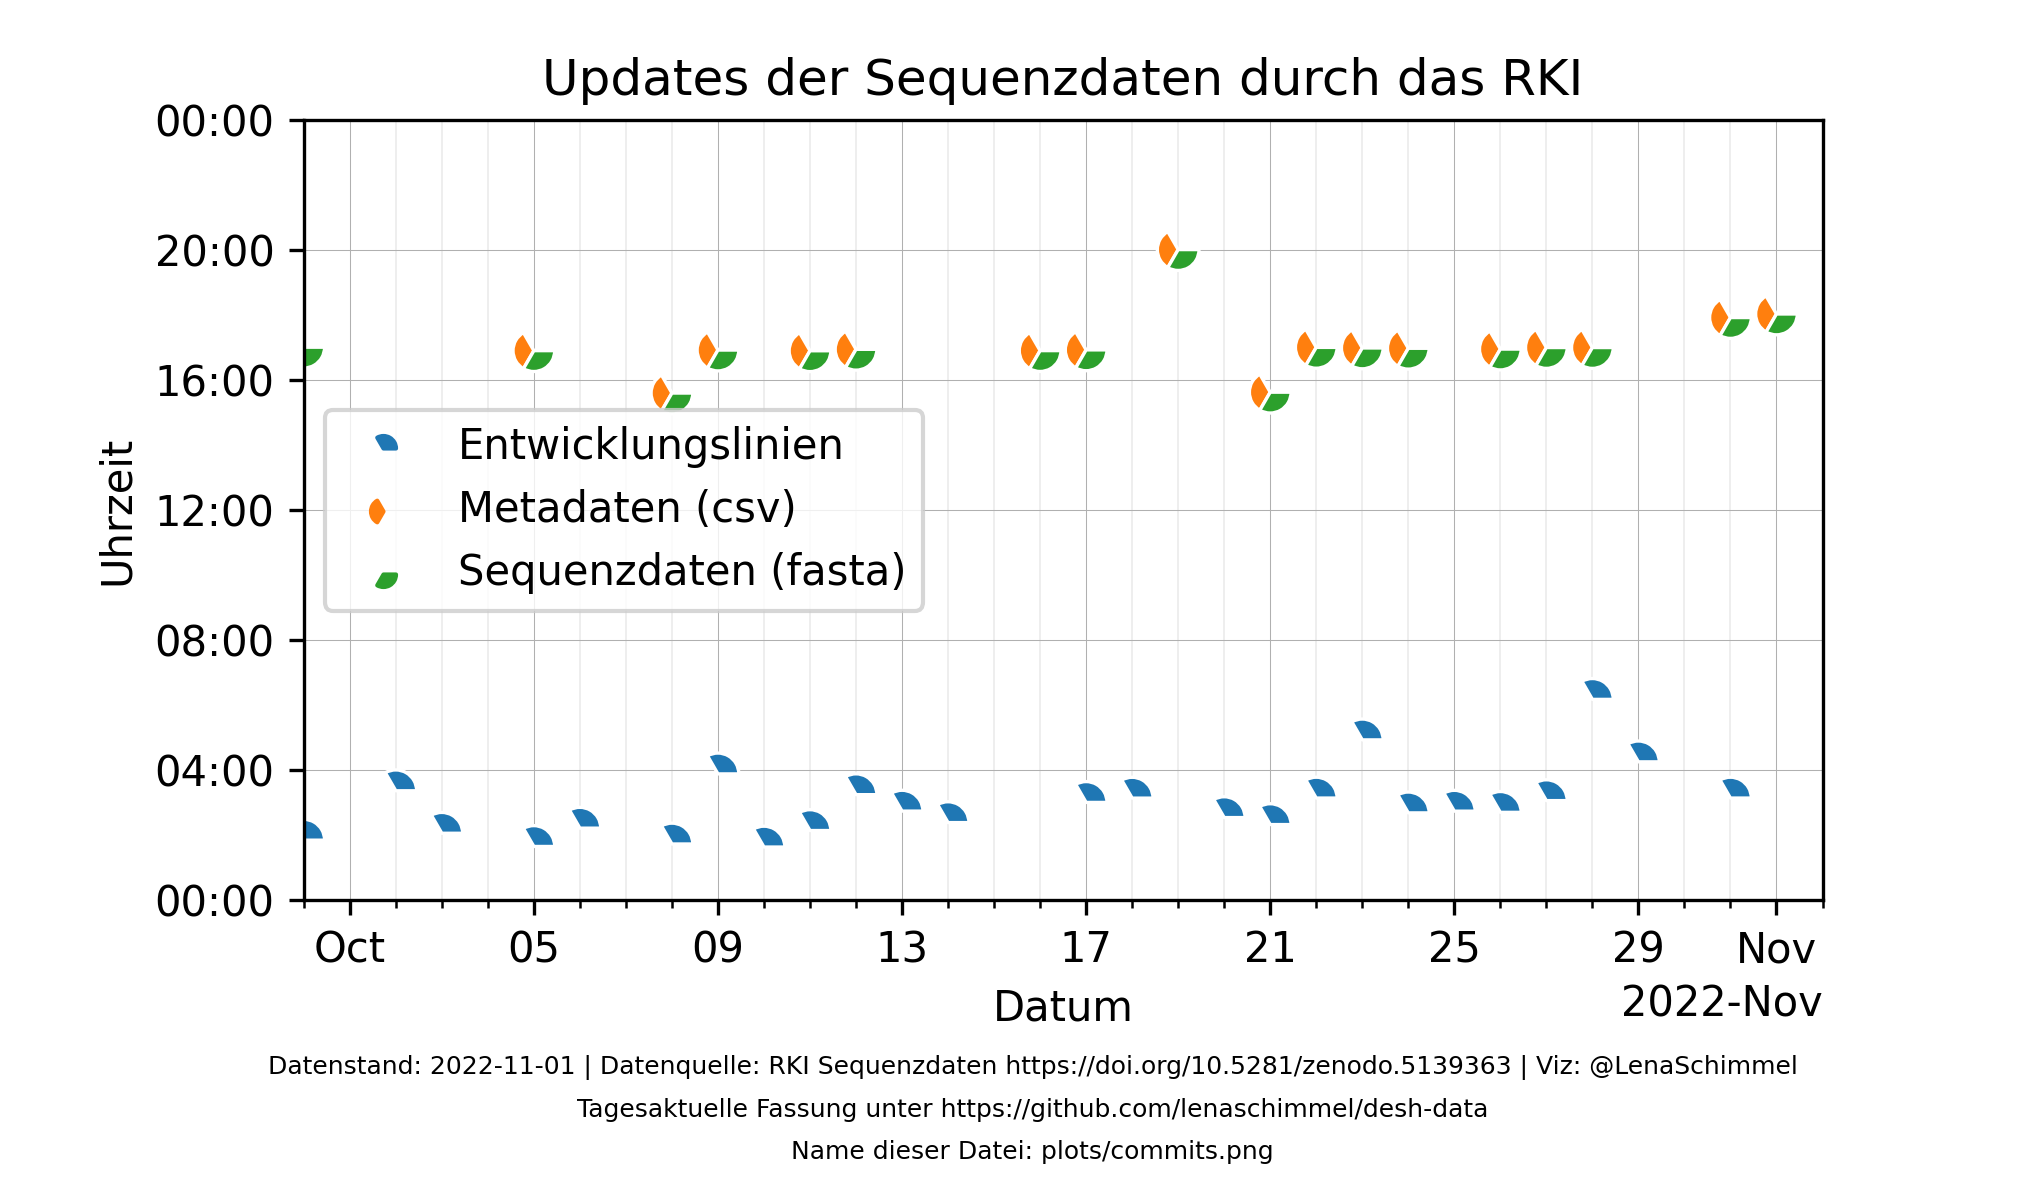 Updates der Sequenzdaten durch das RKI
00:00
20:00
16:00
12:00
08:00
04:00
00:00
Uhrzeit
Entwicklungslinien
Metadaten (csv)
Sequenzdaten (fasta)
Oct 05 09 13 17 21 25 29 Nov
Datum
2022-Nov
Datenstand: 2022-11-01 | Datenquelle: RKI Sequenzdaten https://doi.org/10.5281/zenodo.5139363 | Viz: @LenaSchimmel
Tagesaktuelle Fassung unter https://github.com/lenaschimmel/desh-data
Name dieser Datei: plots/commits.png